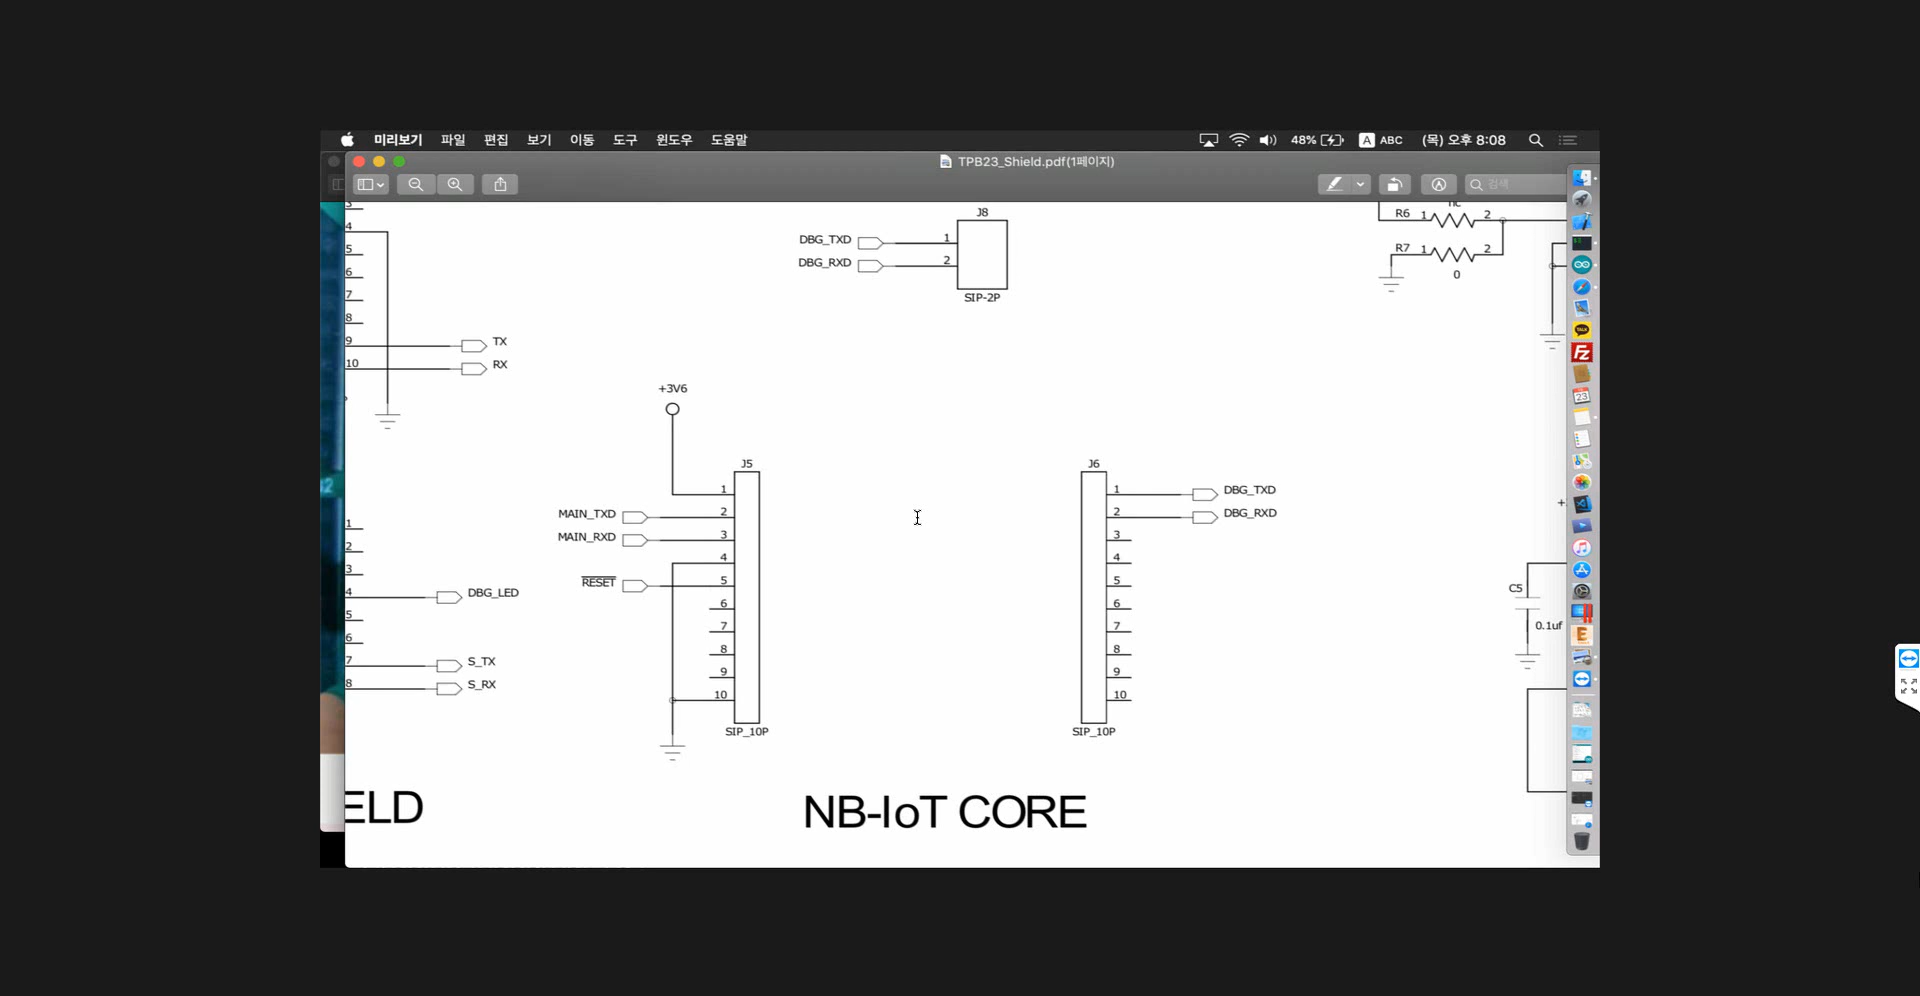 미리보기 파일 편집 보기 이동 도구 윈도우 도움말 48% A ABC (목) 오후 8:08
TPB23_Shield.pdf(1페이지)
검색
J8
DBG_TXD 1
DBG_RXD 2
SIP-2P
R6 1 2
R7 1 2
0
4
5
6
7
8
9 TX
10 RX
+3V6
J5
1
MAIN_TXD 2
MAIN_RXD 3
4
RESET 5
6
7
8
9
10
SIP_10P
J6
1 DBG_TXD
2 DBG_RXD
3
4
5
6
7
8
9
10
SIP_10P
1
2
3
4 DBG_LED
5
6
7 S_TX
8 S_RX
C5
0.1uf
ELD
NB-IoT CORE
TALK
Fz
23
E